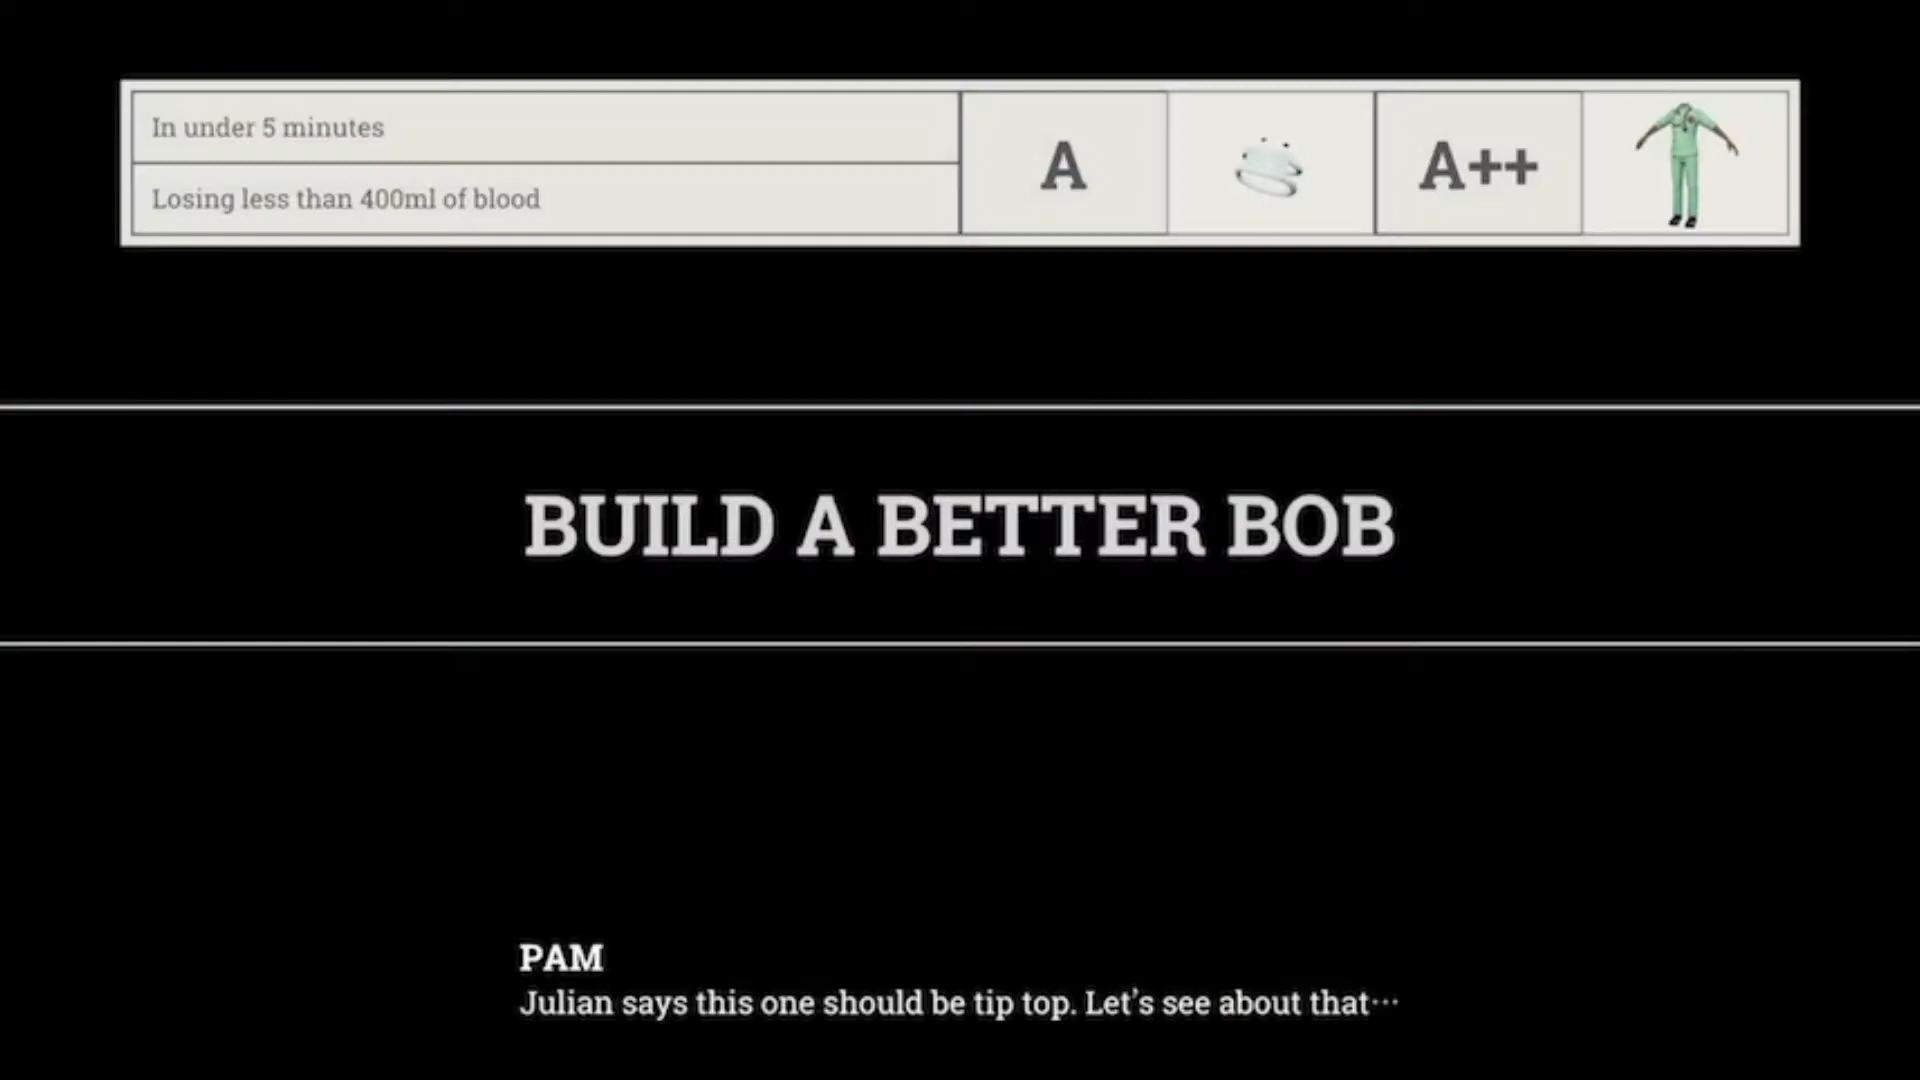 In under 5 minutes
Losing less than 400ml of blood
A
A++
BUILD A BETTER BOB
PAM
Julian says this one should be tip top. Let's see about that···